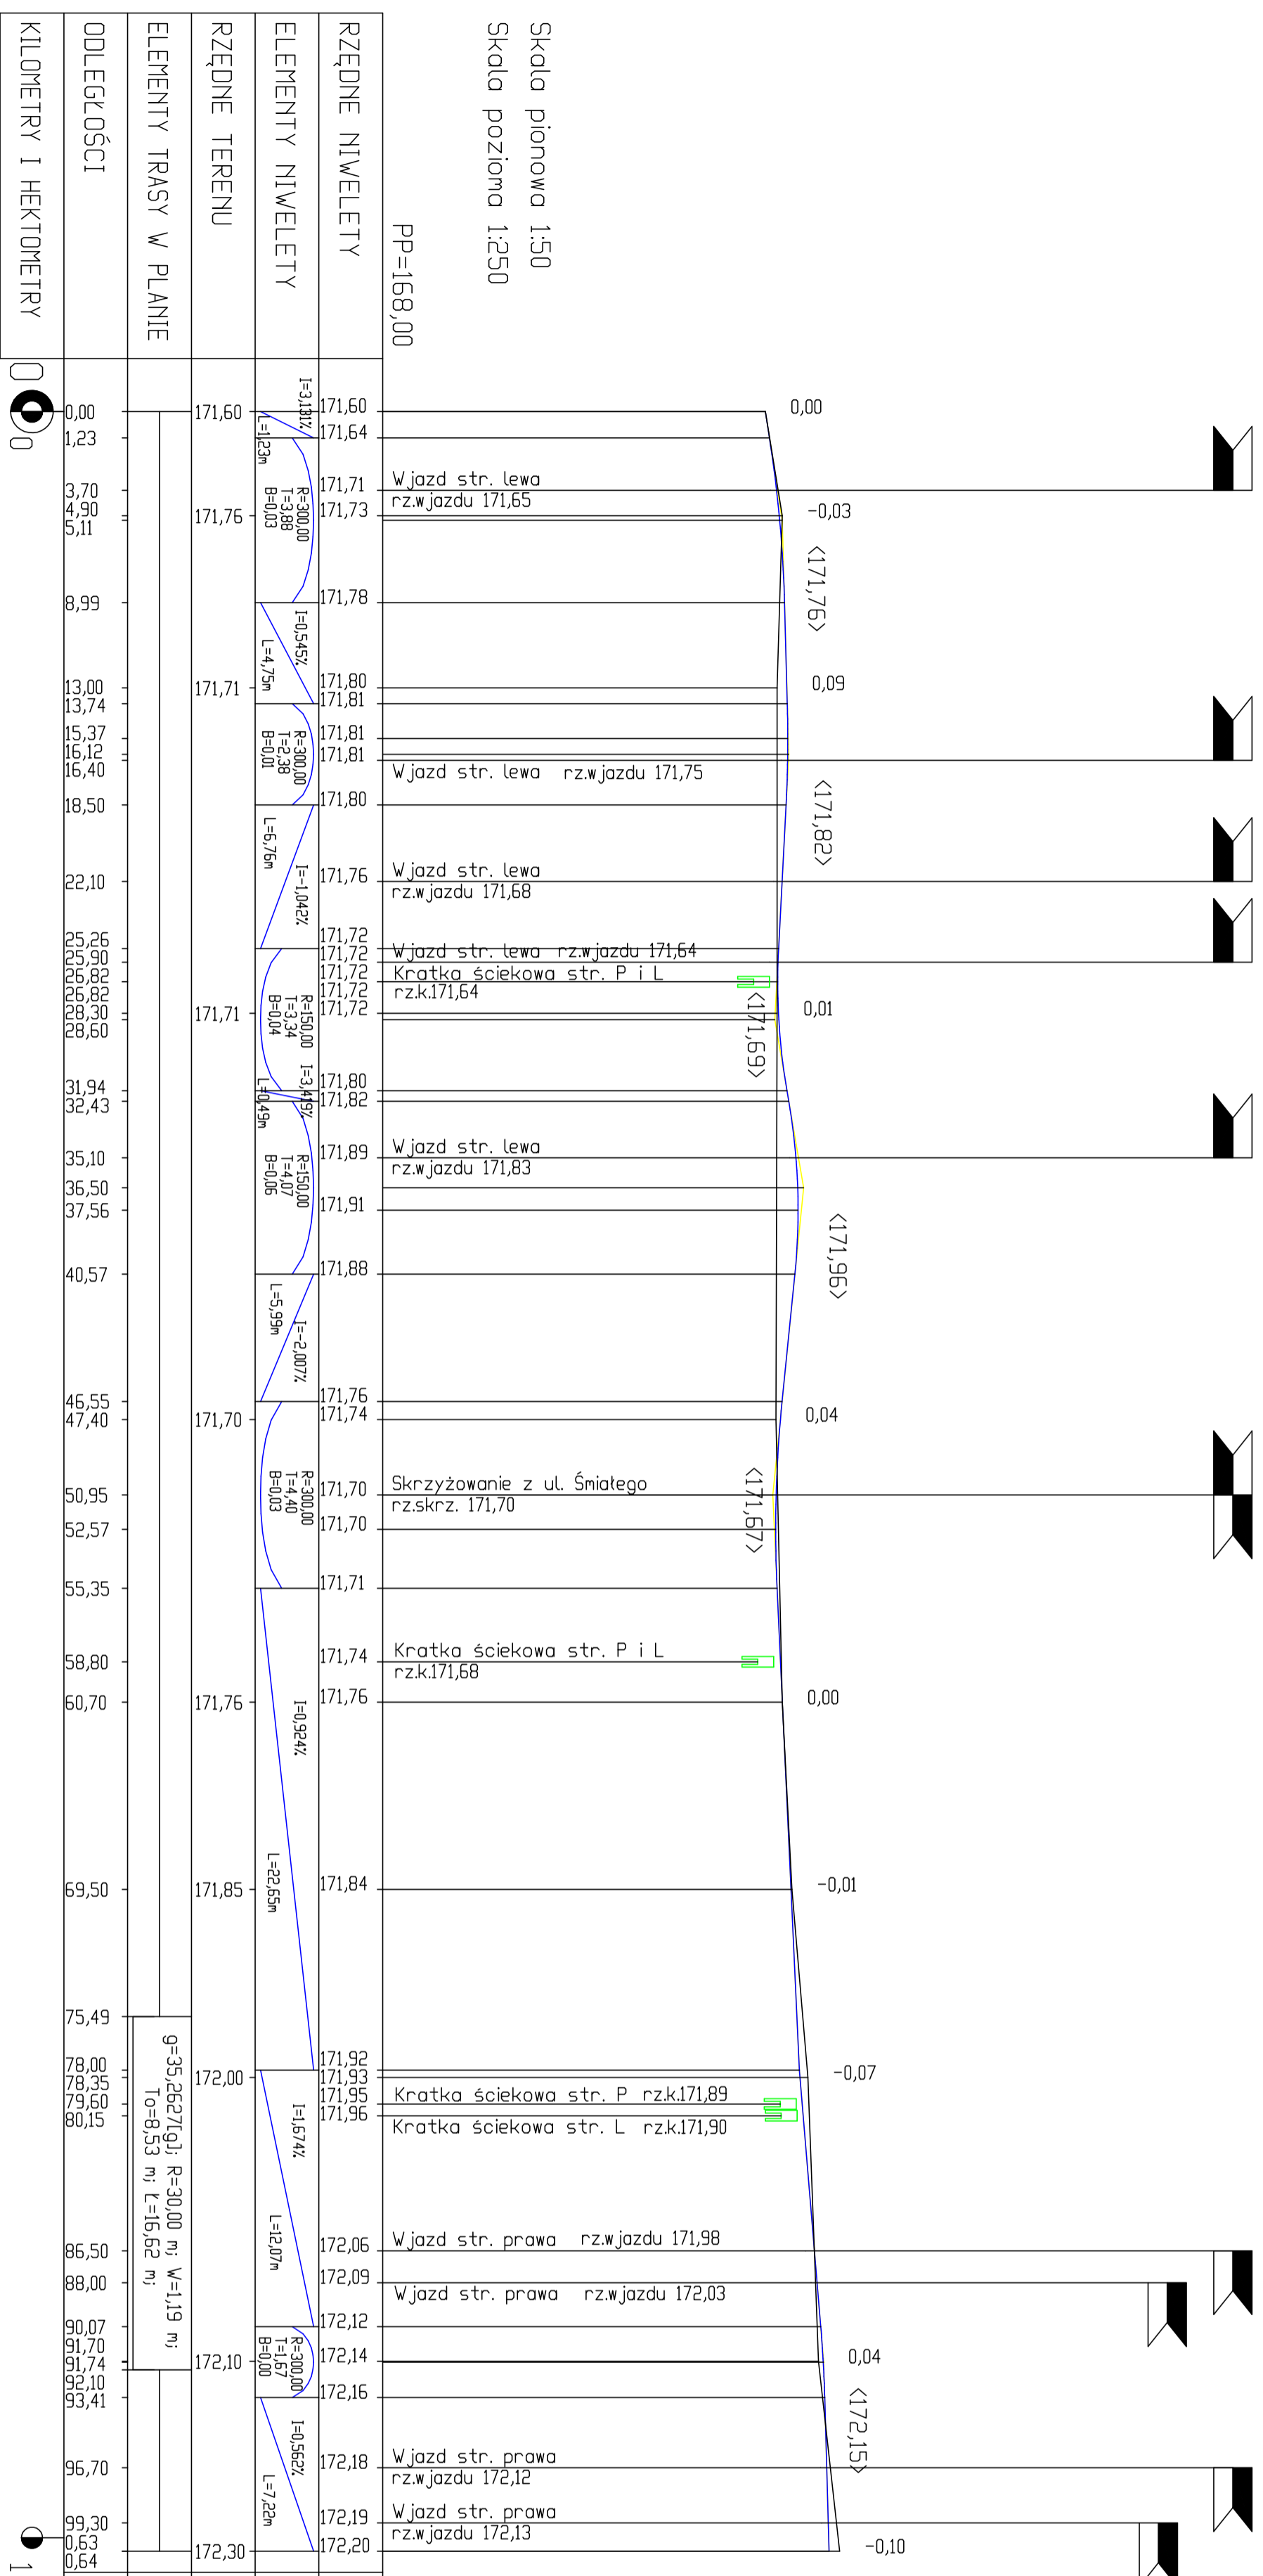 Skala pionowa 1:50
Skala pozioma 1:250
PP=168,00
RZĘDNE NIWELETY
ELEMENTY NIWELETY
RZĘDNE TERENU
ELEMENTY TRASY W PLANIE
ODLEGŁOŚCI
KILOMETRY I HEKTOMETRY
0,00
-0,03
0,09
0,01
0,04
0,00
-0,01
-0,07
0,04
-0,10
<171,76>
<171,82>
<171,69>
<171,96>
<171,67>
<172,15>
Wjazd str. lewa
rz.wjazdu 171,65
Wjazd str. lewa rz.wjazdu 171,75
Wjazd str. lewa
rz.wjazdu 171,68
Wjazd str. lewa rz.wjazdu 171,64
Kratka ściekowa str. P i L
rz.k.171,64
Wjazd str. lewa
rz.wjazdu 171,83
Skrzyżowanie z ul. Śmiałego
rz.skrz. 171,70
Kratka ściekowa str. P i L
rz.k.171,68
Kratka ściekowa str. P rz.k.171,89
Kratka ściekowa str. L rz.k.171,90
Wjazd str. prawa rz.wjazdu 171,98
Wjazd str. prawa rz.wjazdu 172,03
Wjazd str. prawa
rz.wjazdu 172,12
Wjazd str. prawa
rz.wjazdu 172,13
171,60
171,64
171,71
171,73
171,78
171,80
171,81
171,81
171,81
171,80
171,76
171,72
171,72
171,72
171,72
171,72
171,80
171,82
171,89
171,91
171,88
171,76
171,74
171,70
171,70
171,71
171,74
171,76
171,84
171,92
171,93
171,95
171,96
172,06
172,09
172,12
172,14
172,16
172,18
172,19
172,20
I=3,131%
L=1,23m
R=300,00
T=3,88
B=0,03
I=0,545%
L=4,75m
R=300,00
T=2,38
B=0,01
I=-1,042%
L=6,76m
R=150,00
T=3,34
B=0,04
I=3,419%
L=0,49m
R=150,00
T=4,07
B=0,06
I=-2,007%
L=5,99m
R=300,00
T=4,40
B=0,03
I=0,924%
L=22,65m
I=1,674%
L=12,07m
R=300,00
T=1,67
B=0,00
I=0,562%
L=7,22m
171,60
171,76
171,71
171,71
171,70
171,76
171,85
172,00
172,10
172,30
g=35,2627[g]; R=30,00 m; W=1,19 m;
To=8,53 m; Ł=16,62 m;
0,00
1,23
3,70
4,90
5,11
8,99
13,00
13,74
15,37
16,12
16,40
18,50
22,10
25,26
25,90
26,82
26,82
28,30
28,60
31,94
32,43
35,10
36,50
37,56
40,57
46,55
47,40
50,95
52,57
55,35
58,80
60,70
69,50
75,49
78,00
78,35
79,60
80,15
86,50
88,00
90,07
91,70
91,74
92,10
93,41
96,70
99,30
0,63
0,64
0
0
1